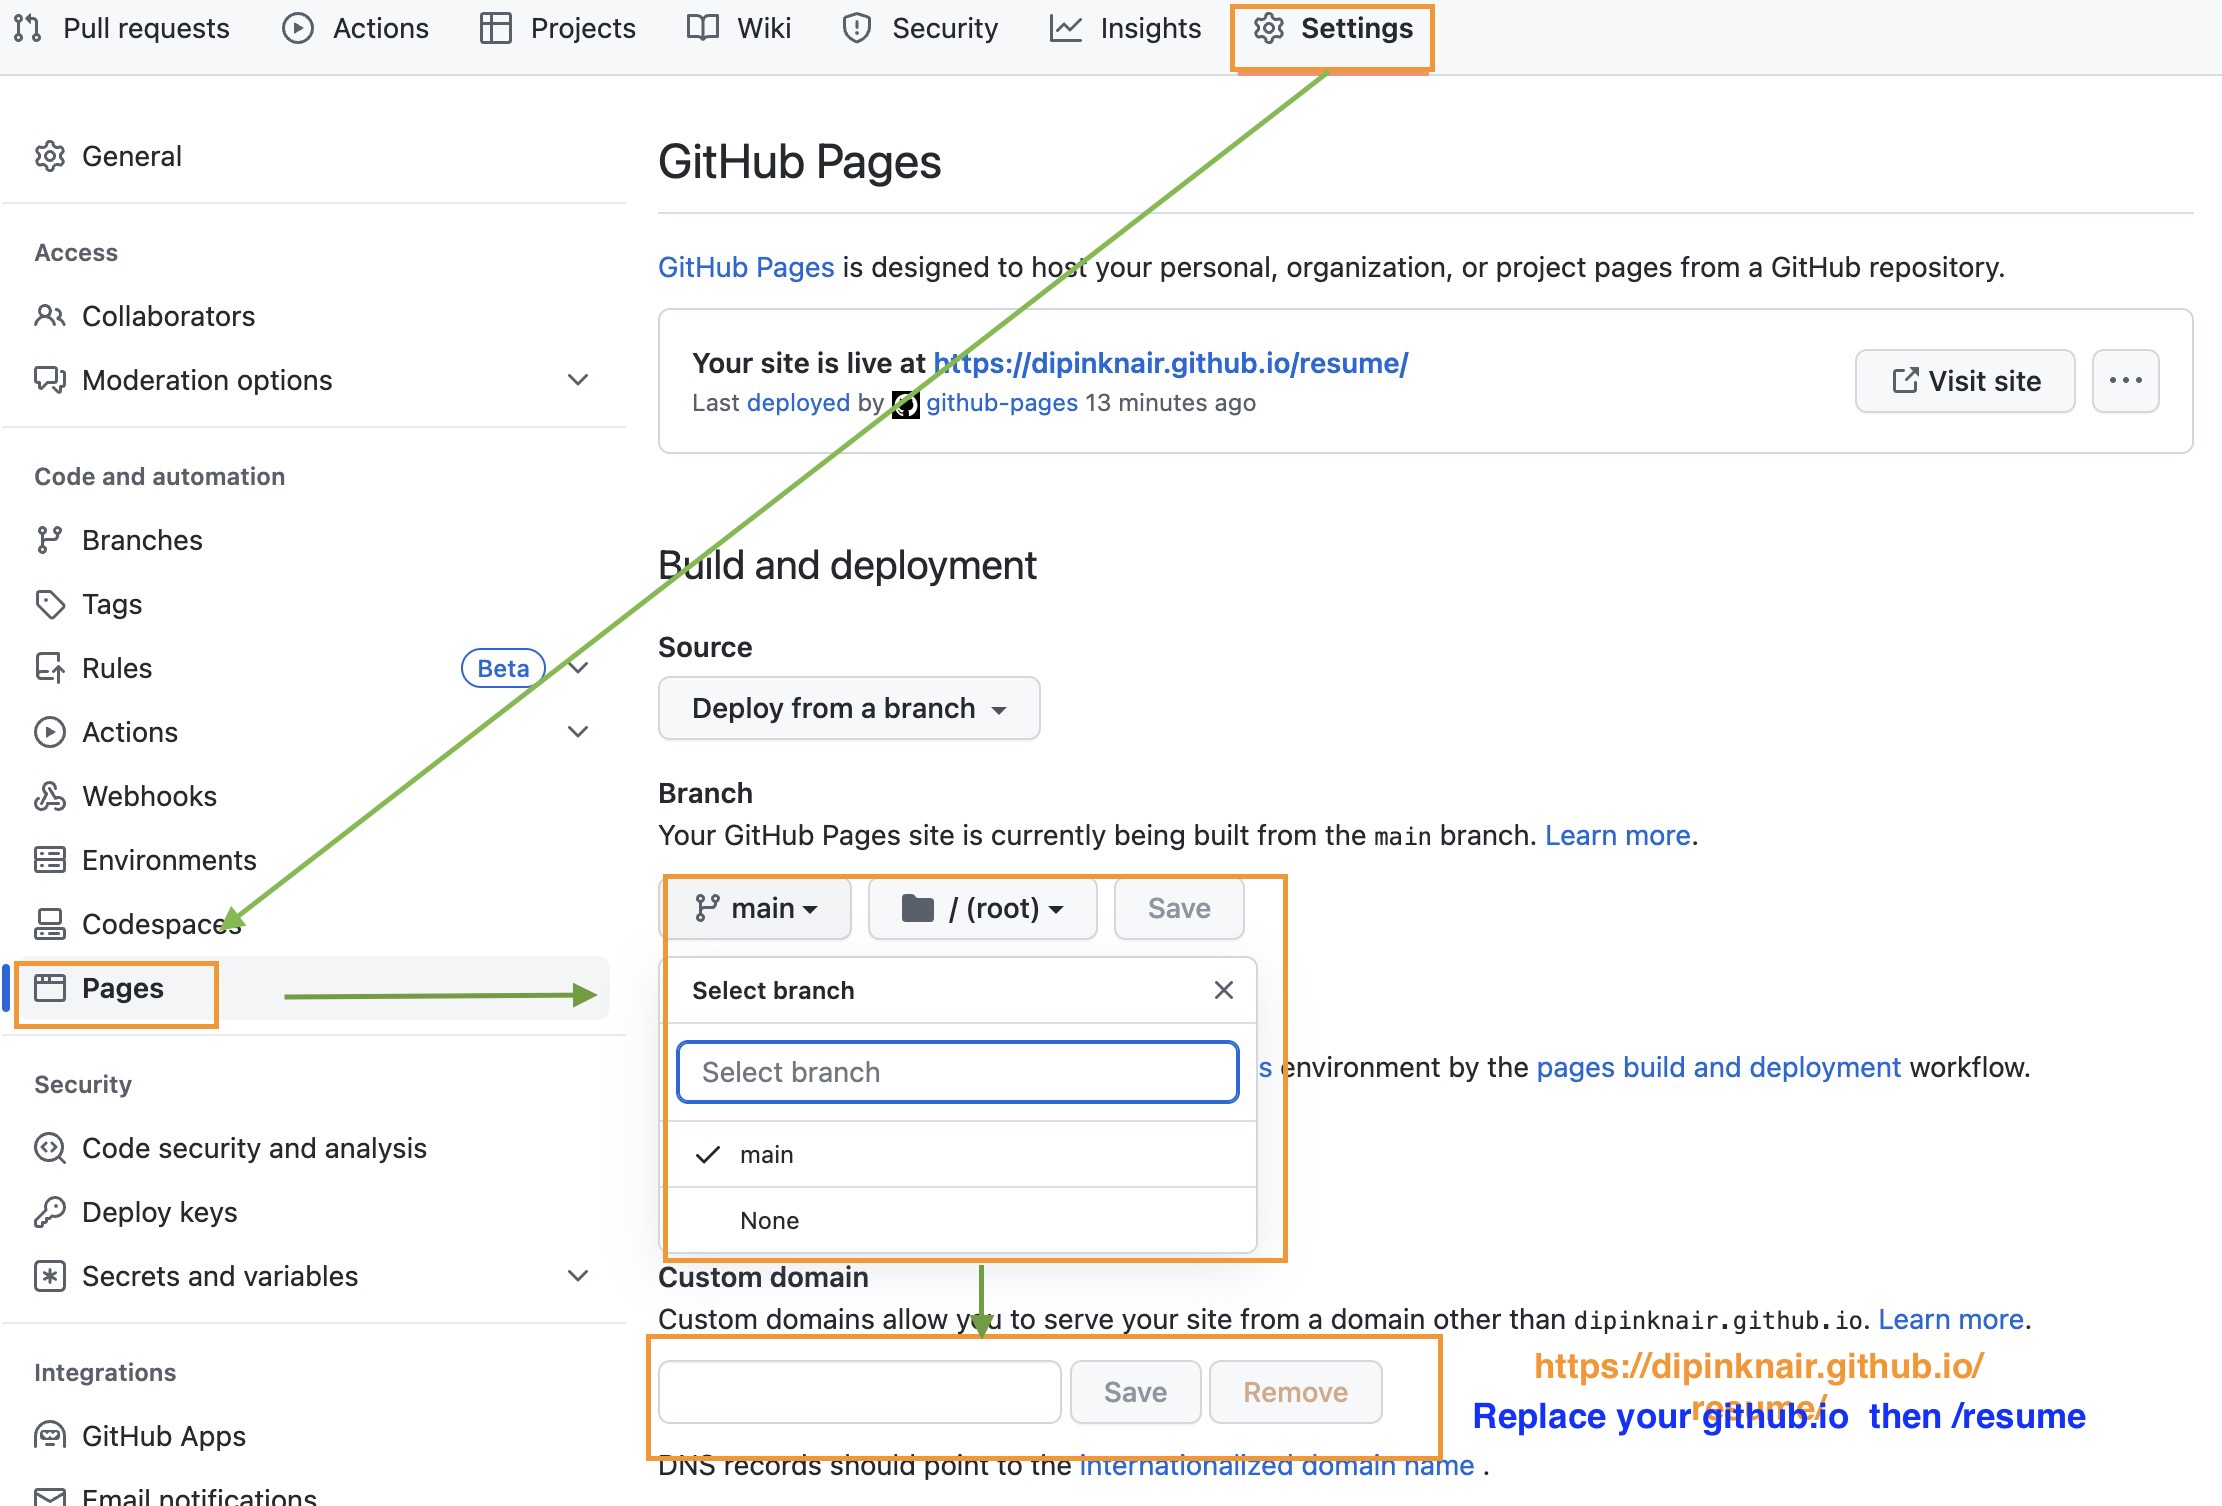 Pull requests Actions Projects Wiki Security Insights Settings
General
Access
Collaborators
Moderation options
Code and automation
Branches
Tags
Rules Beta
Actions
Webhooks
Environments
Codespaces
Pages
Security
Code security and analysis
Deploy keys
Secrets and variables
Integrations
GitHub Apps
Email notifications
GitHub Pages
GitHub Pages is designed to host your personal, organization, or project pages from a GitHub repository.
Your site is live at https://dipinknair.github.io/resume/
Last deployed by github-pages 13 minutes ago
Visit site
Build and deployment
Source
Deploy from a branch
Branch
Your GitHub Pages site is currently being built from the main branch. Learn more.
main / (root) Save
Select branch
Select branch
s environment by the pages build and deployment workflow.
main
None
Custom domain
Custom domains allow you to serve your site from a domain other than dipinknair.github.io. Learn more.
Save Remove
https://dipinknair.github.io/
resume/
Replace your github.io then /resume
DNS records should point to the internationalized domain name .